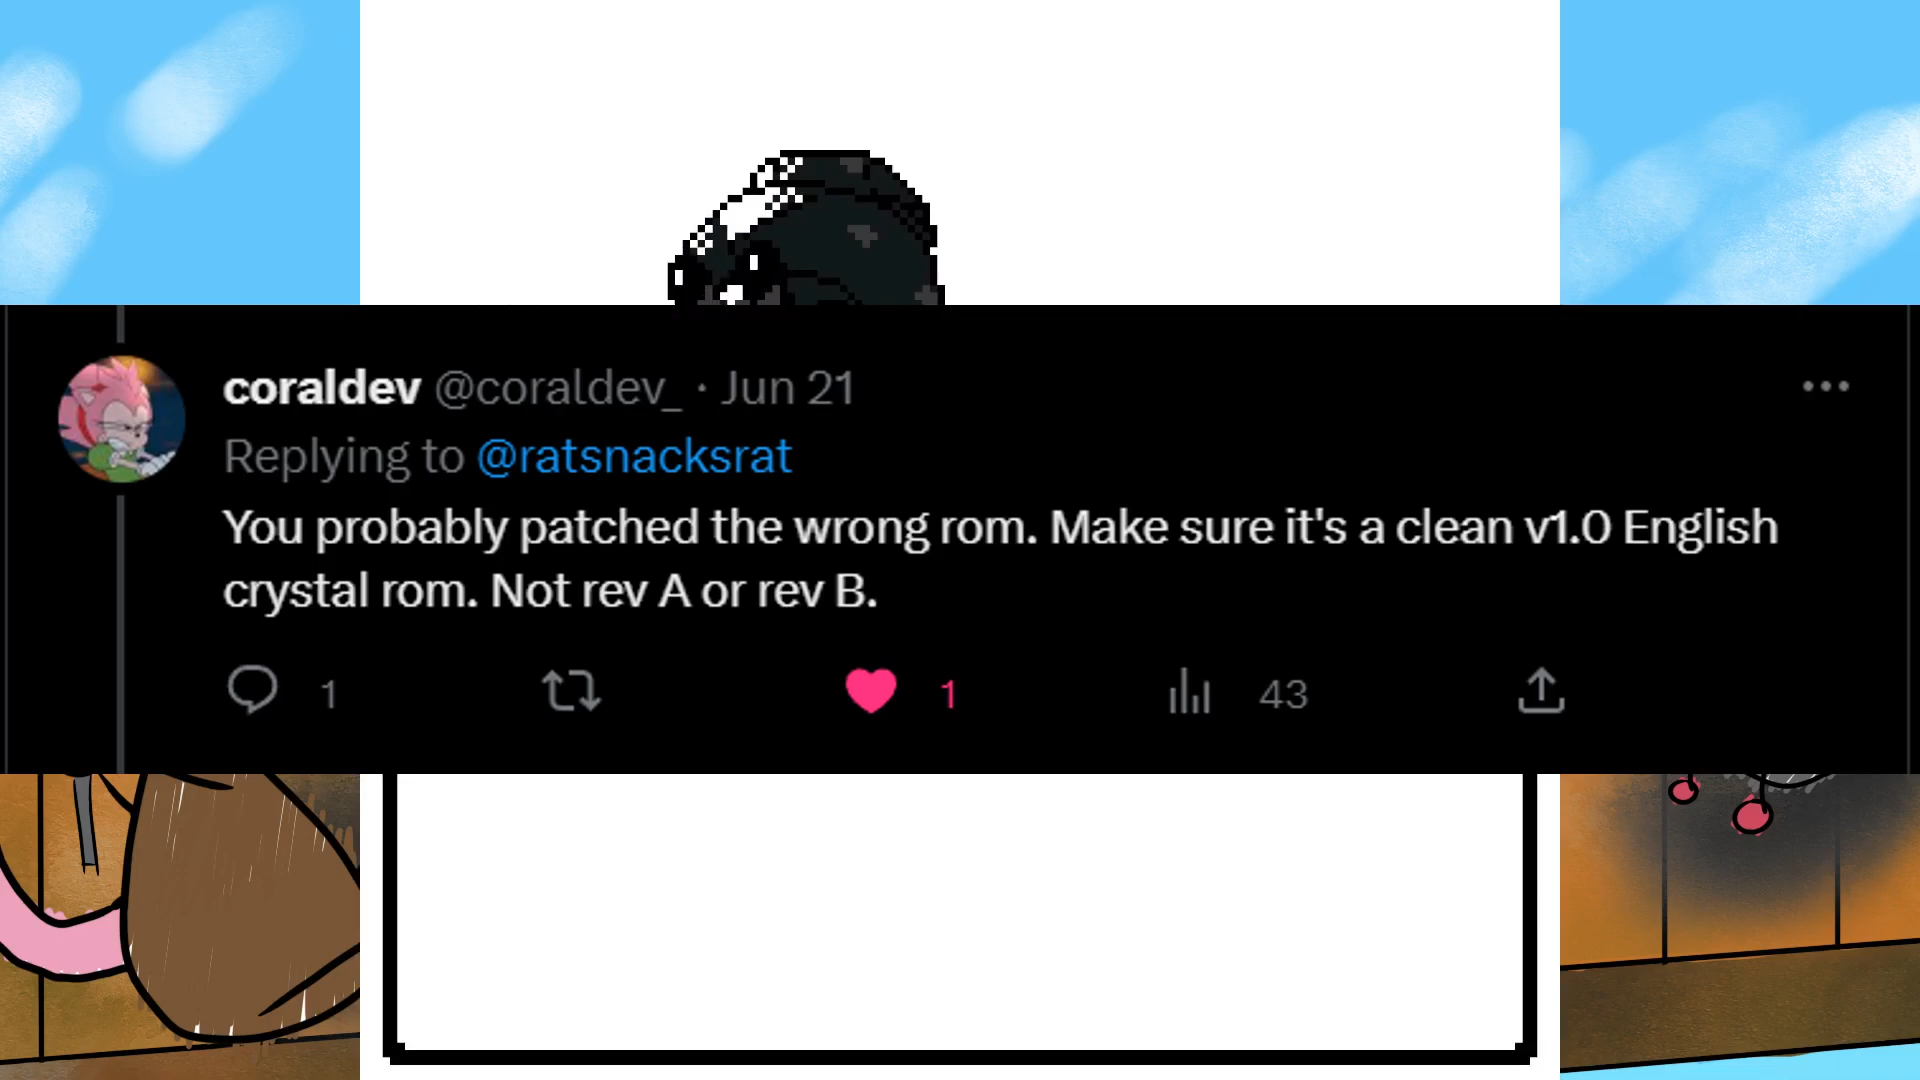 coraldev @coraldev_ · Jun 21
Replying to @ratsnacksrat
You probably patched the wrong rom. Make sure it's a clean v1.0 English
crystal rom. Not rev A or rev B.
1 1 43